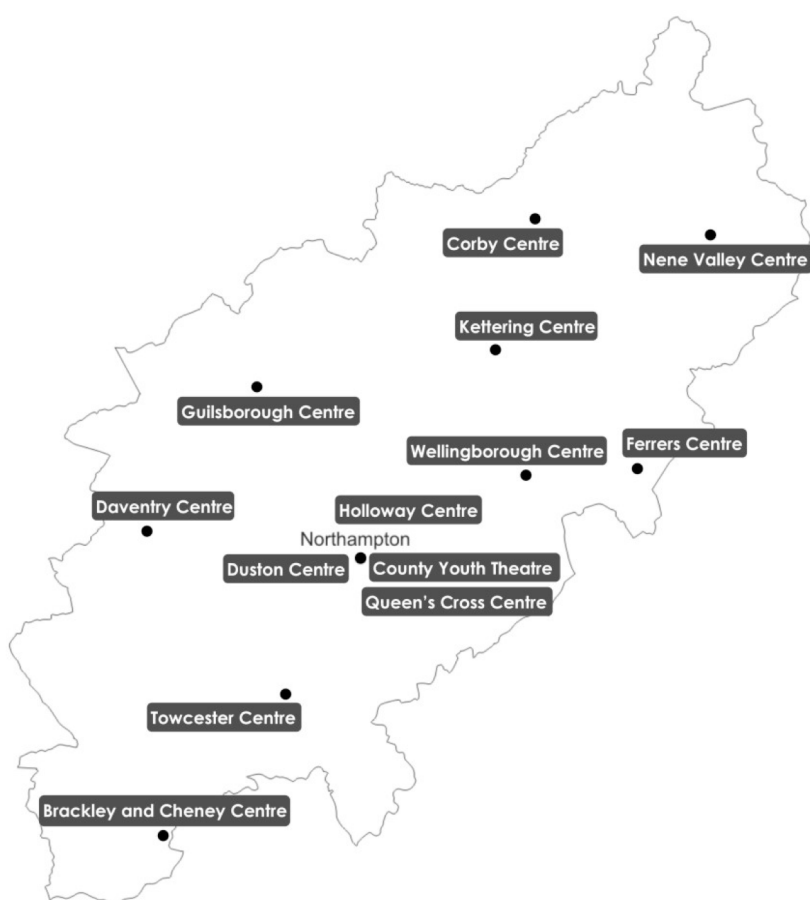 Corby Centre
Nene Valley Centre
Kettering Centre
Guilsborough Centre
Ferrers Centre
Wellingborough Centre
Daventry Centre
Holloway Centre
Northampton
Duston Centre
County Youth Theatre
Queen's Cross Centre
Towcester Centre
Brackley and Cheney Centre